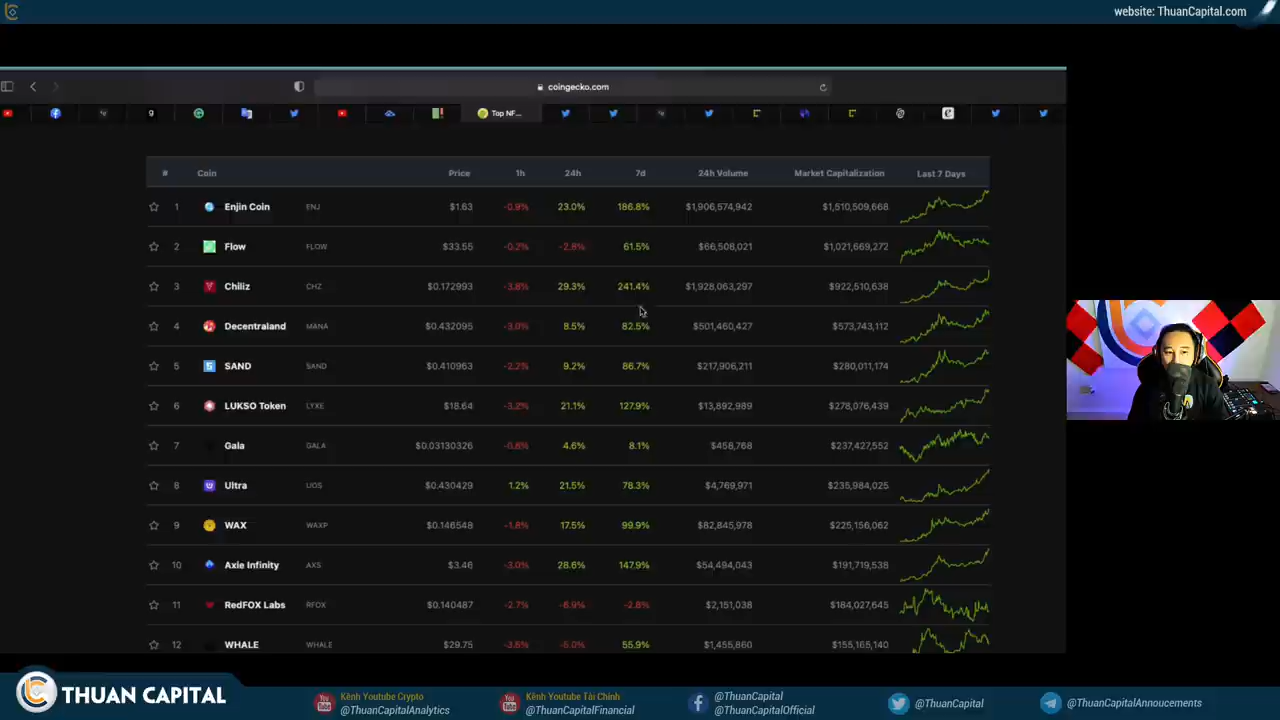 website: ThuanCapital.com
coingecko.com
Top NF...
# Coin Price 1h 24h 7d 24h Volume Market Capitalization Last 7 Days
1 Enjin Coin ENJ $1.63 -0.9% 23.0% 186.8% $1,906,574,942 $1,510,509,668
2 Flow FLOW $33.55 -0.2% -2.8% 61.5% $66,508,021 $1,021,669,272
3 Chiliz CHZ $0.172993 -3.8% 29.3% 241.4% $1,928,063,297 $922,510,638
4 Decentraland MANA $0.432095 -3.0% 8.5% 82.5% $501,460,427 $573,743,112
5 SAND SAND $0.410963 -2.2% 9.2% 86.7% $217,906,211 $280,011,174
6 LUKSO Token LYXE $18.64 -3.2% 21.1% 127.9% $13,892,989 $278,076,439
7 Gala GALA $0.03130326 -0.6% 4.6% 8.1% $458,768 $237,427,552
8 Ultra UOS $0.430429 1.2% 21.5% 78.3% $4,769,971 $235,984,025
9 WAX WAXP $0.146548 -1.8% 17.5% 99.9% $82,845,978 $225,156,062
10 Axie Infinity AXS $3.46 -3.0% 28.6% 147.9% $54,494,043 $191,719,538
11 RedFOX Labs RFOX $0.140487 -2.7% -6.9% -2.8% $2,151,038 $184,027,645
12 WHALE WHALE $29.75 -3.5% -5.0% 55.9% $1,455,860 $155,165,140
THUAN CAPITAL
Kênh Youtube Crypto
@ThuanCapitalAnalytics
Kênh Youtube Tài Chính
@ThuanCapitalFinancial
@ThuanCapital
@ThuanCapitalOfficial
@ThuanCapital
@ThuanCapitalAnnoucements